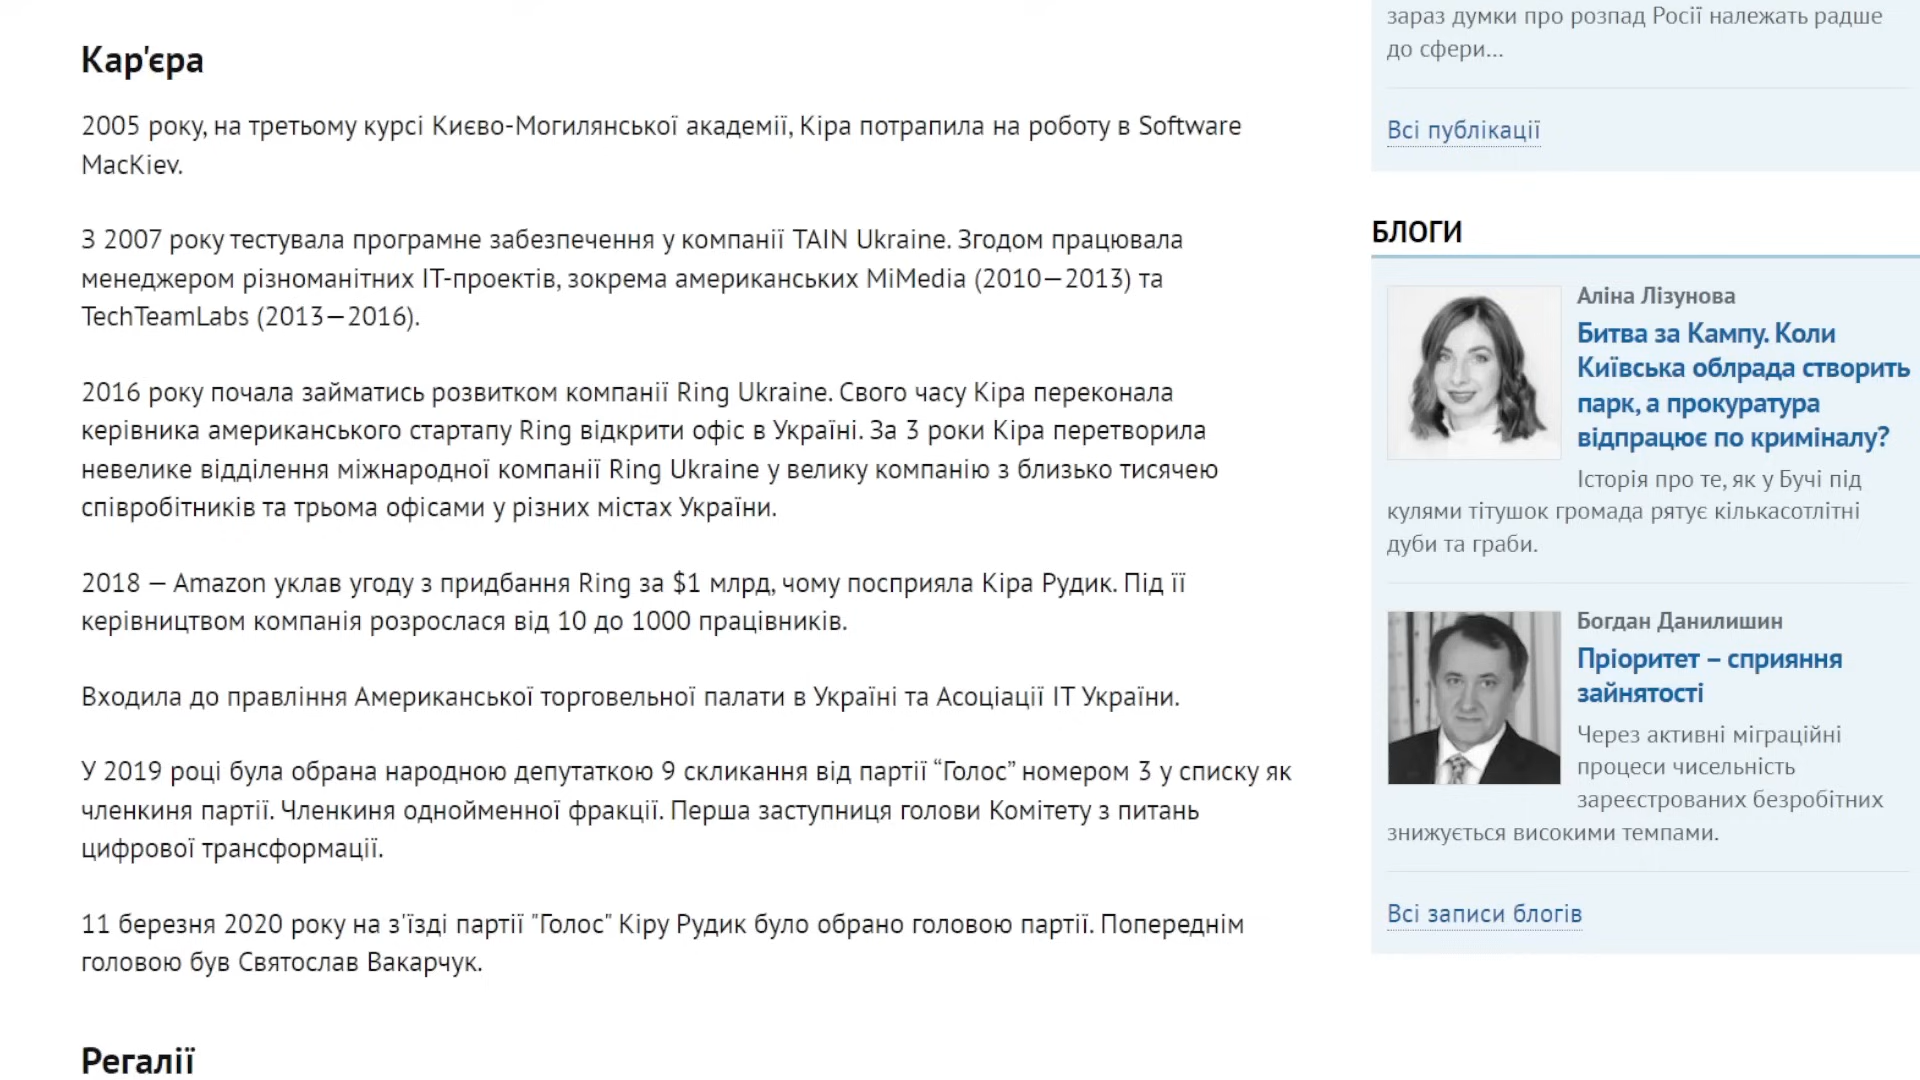 Кар'єра
2005 року, на третьому курсі Києво-Могилянської академії, Кіра потрапила на роботу в Software
MacKiev.
З 2007 року тестувала програмне забезпечення у компанії TAIN Ukraine. Згодом працювала
менеджером різноманітних ІТ-проектів, зокрема американських MiMedia (2010—2013) та
TechTeamLabs (2013—2016).
2016 року почала займатись розвитком компанії Ring Ukraine. Свого часу Кіра переконала
керівника американського стартапу Ring відкрити офіс в Україні. За 3 роки Кіра перетворила
невелике відділення міжнародної компанії Ring Ukraine у велику компанію з близько тисячею
співробітників та трьома офісами у різних містах України.
2018 — Amazon уклав угоду з придбання Ring за $1 млрд, чому посприяла Кіра Рудик. Під її
керівництвом компанія розрослася від 10 до 1000 працівників.
Входила до правління Американської торговельної палати в Україні та Асоціації ІТ України.
У 2019 році була обрана народною депутаткою 9 скликання від партії “Голос” номером 3 у списку як
членкиня партії. Членкиня однойменної фракції. Перша заступниця голови Комітету з питань
цифрової трансформації.
11 березня 2020 року на з'їзді партії "Голос" Кіру Рудик було обрано головою партії. Попереднім
головою був Святослав Вакарчук.
Регалії
зараз думки про розпад Росії належать радше
до сфери...
Всі публікації
БЛОГИ
Аліна Лізунова
Битва за Кампу. Коли
Київська облрада створить
парк, а прокуратура
відпрацює по криміналу?
Історія про те, як у Бучі під
кулями тітушок громада рятує кількасотлітні
дуби та граби.
Богдан Данилишин
Пріоритет – сприяння
зайнятості
Через активні міграційні
процеси чисельність
зареєстрованих безробітних
знижується високими темпами.
Всі записи блогів